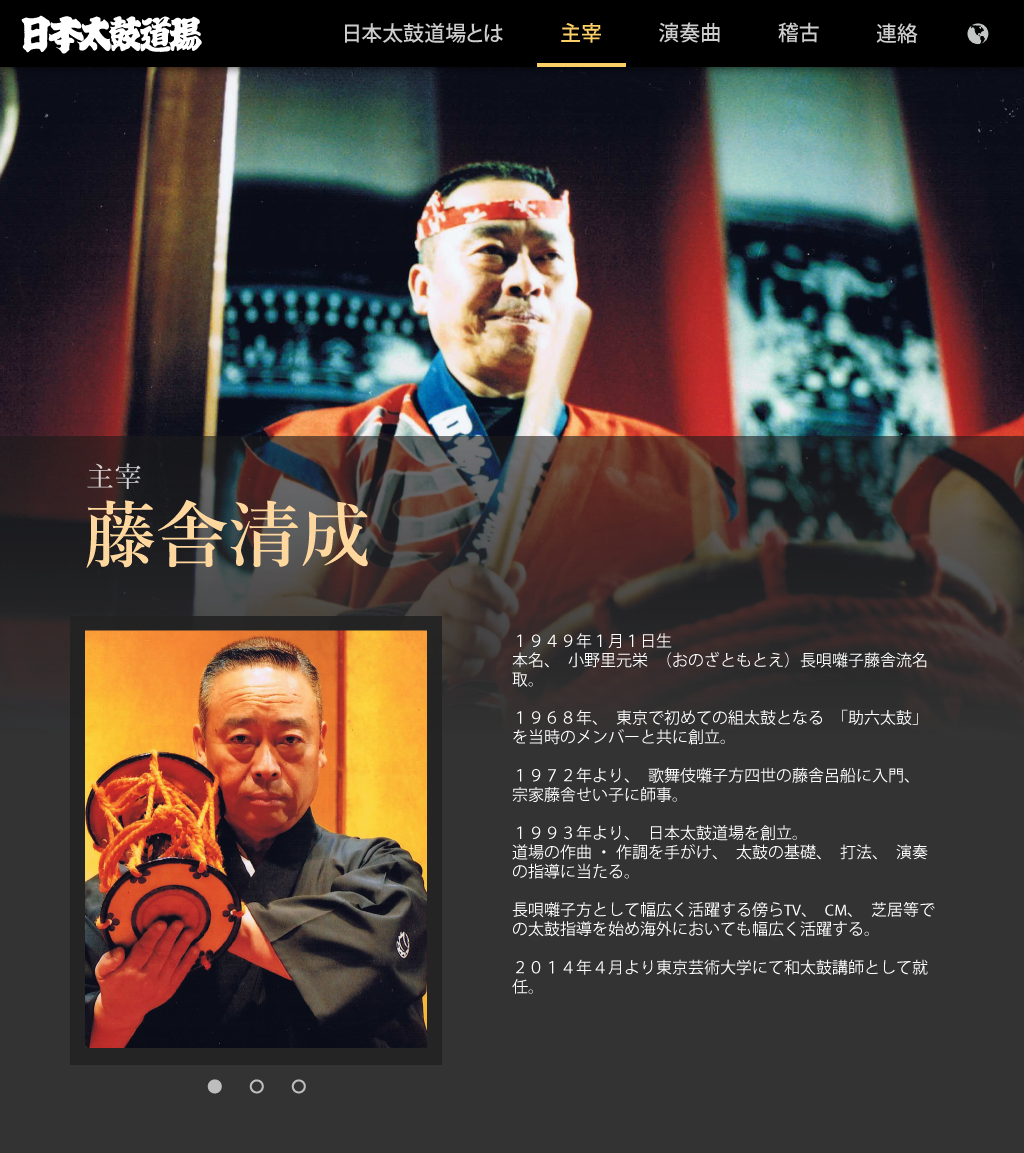 日本太鼓道場
日本太鼓道場とは 主宰 演奏曲 稽古 連絡
主宰
藤舎清成
１９４９年１月１日生
本名、 小野里元栄 （おのざともとえ）長唄囃子藤舎流名
取。
１９６８年、 東京で初めての組太鼓となる 「助六太鼓」
を当時のメンバーと共に創立。
１９７２年より、 歌舞伎囃子方四世の藤舎呂船に入門、
宗家藤舎せい子に師事。
１９９３年より、 日本太鼓道場を創立。
道場の作曲 ・ 作調を手がけ、 太鼓の基礎、 打法、 演奏
の指導に当たる。
長唄囃子方として幅広く活躍する傍らTV、 CM、 芝居等で
の太鼓指導を始め海外においても幅広く活躍する。
２０１４年４月より東京芸術大学にて和太鼓講師として就
任。